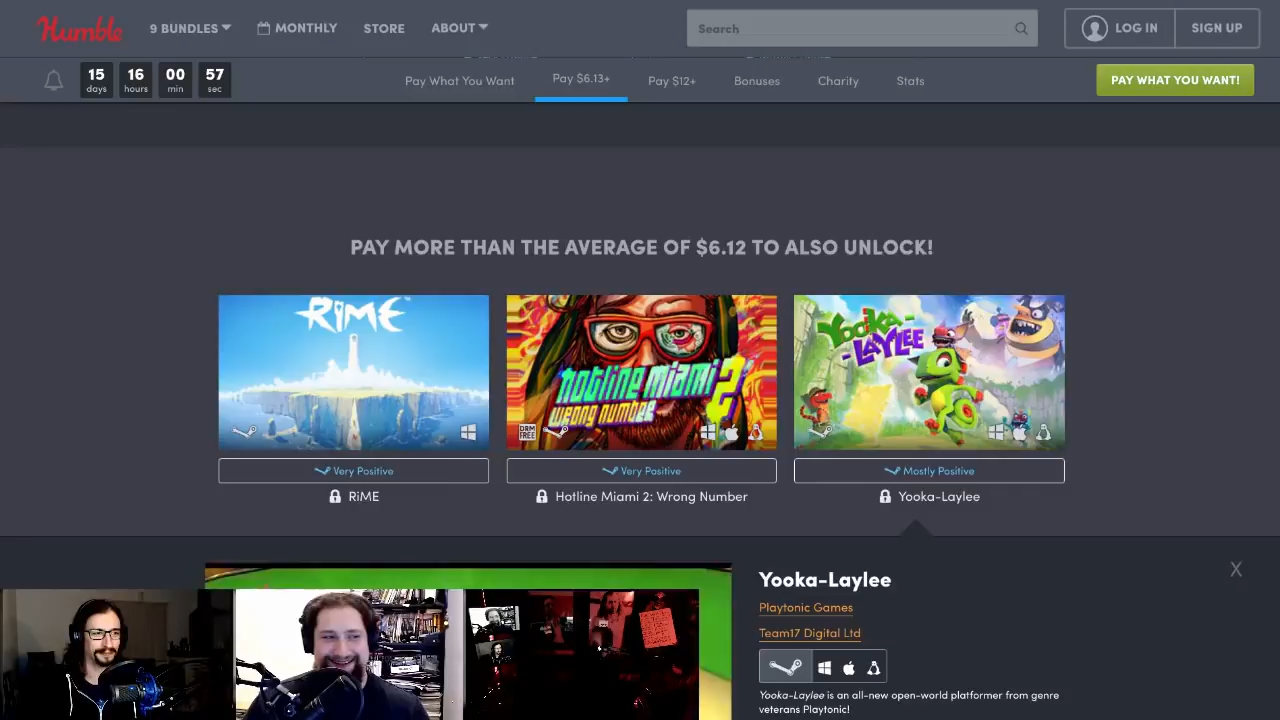 Humble
9 BUNDLES
MONTHLY
STORE
ABOUT
Search
LOG IN
SIGN UP
15
days
16
hours
00
min
57
sec
Pay What You Want
Pay $6.13+
Pay $12+
Bonuses
Charity
Stats
PAY WHAT YOU WANT!
PAY MORE THAN THE AVERAGE OF $6.12 TO ALSO UNLOCK!
RiME
hotline miami 2
wrong number
DRM
FREE
YOOKA-
-LAYLEE
Very Positive
Very Positive
Mostly Positive
RiME
Hotline Miami 2: Wrong Number
Yooka-Laylee
X
Yooka-Laylee
Playtonic Games
Team17 Digital Ltd
Yooka-Laylee is an all-new open-world platformer from genre
veterans Playtonic!